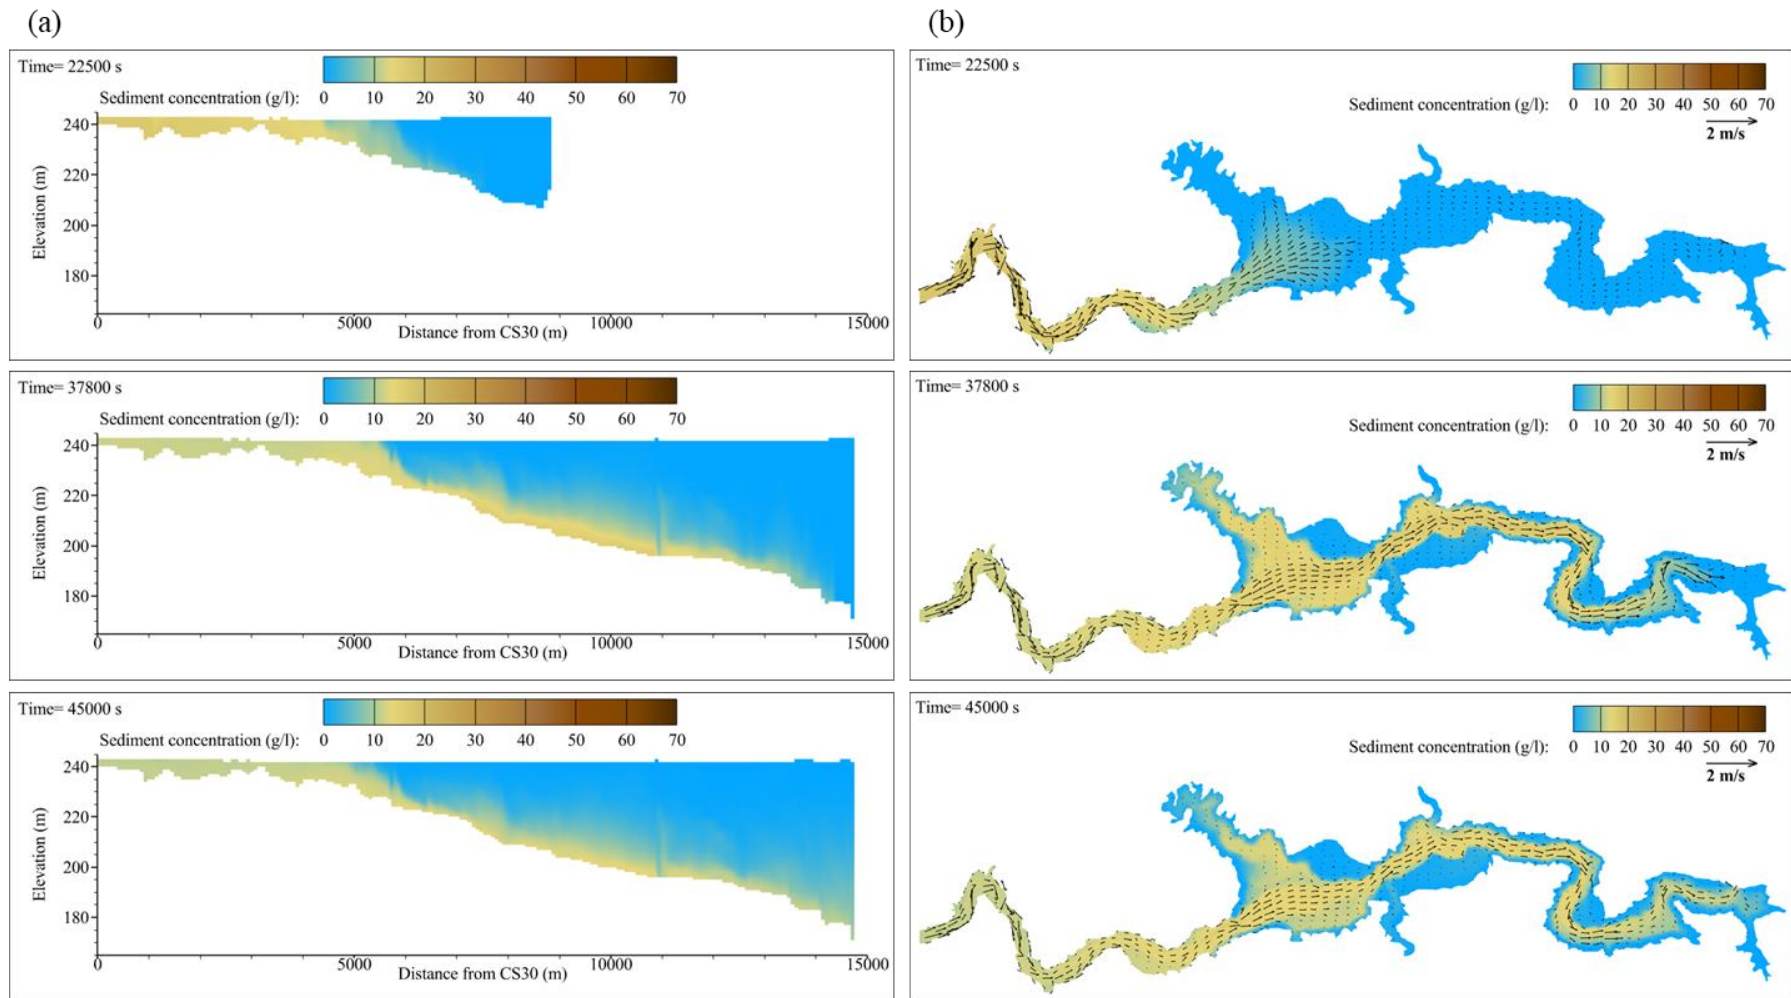 (a)
(b)
Time= 22500 s
Sediment concentration (g/l): 0 10 20 30 40 50 60 70
Elevation (m)
240
220
200
180
0 5000 10000 15000
Distance from CS30 (m)
Time= 22500 s
Sediment concentration (g/l): 0 10 20 30 40 50 60 70
2 m/s
Time= 37800 s
Sediment concentration (g/l): 0 10 20 30 40 50 60 70
Elevation (m)
240
220
200
180
0 5000 10000 15000
Distance from CS30 (m)
Time= 37800 s
Sediment concentration (g/l): 0 10 20 30 40 50 60 70
2 m/s
Time= 45000 s
Sediment concentration (g/l): 0 10 20 30 40 50 60 70
Elevation (m)
240
220
200
180
0 5000 10000 15000
Distance from CS30 (m)
Time= 45000 s
Sediment concentration (g/l): 0 10 20 30 40 50 60 70
2 m/s